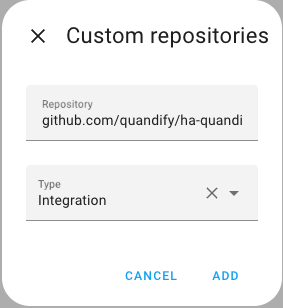 Custom repositories
Repository
github.com/quandify/ha-quandi
Type
Integration
CANCEL
ADD